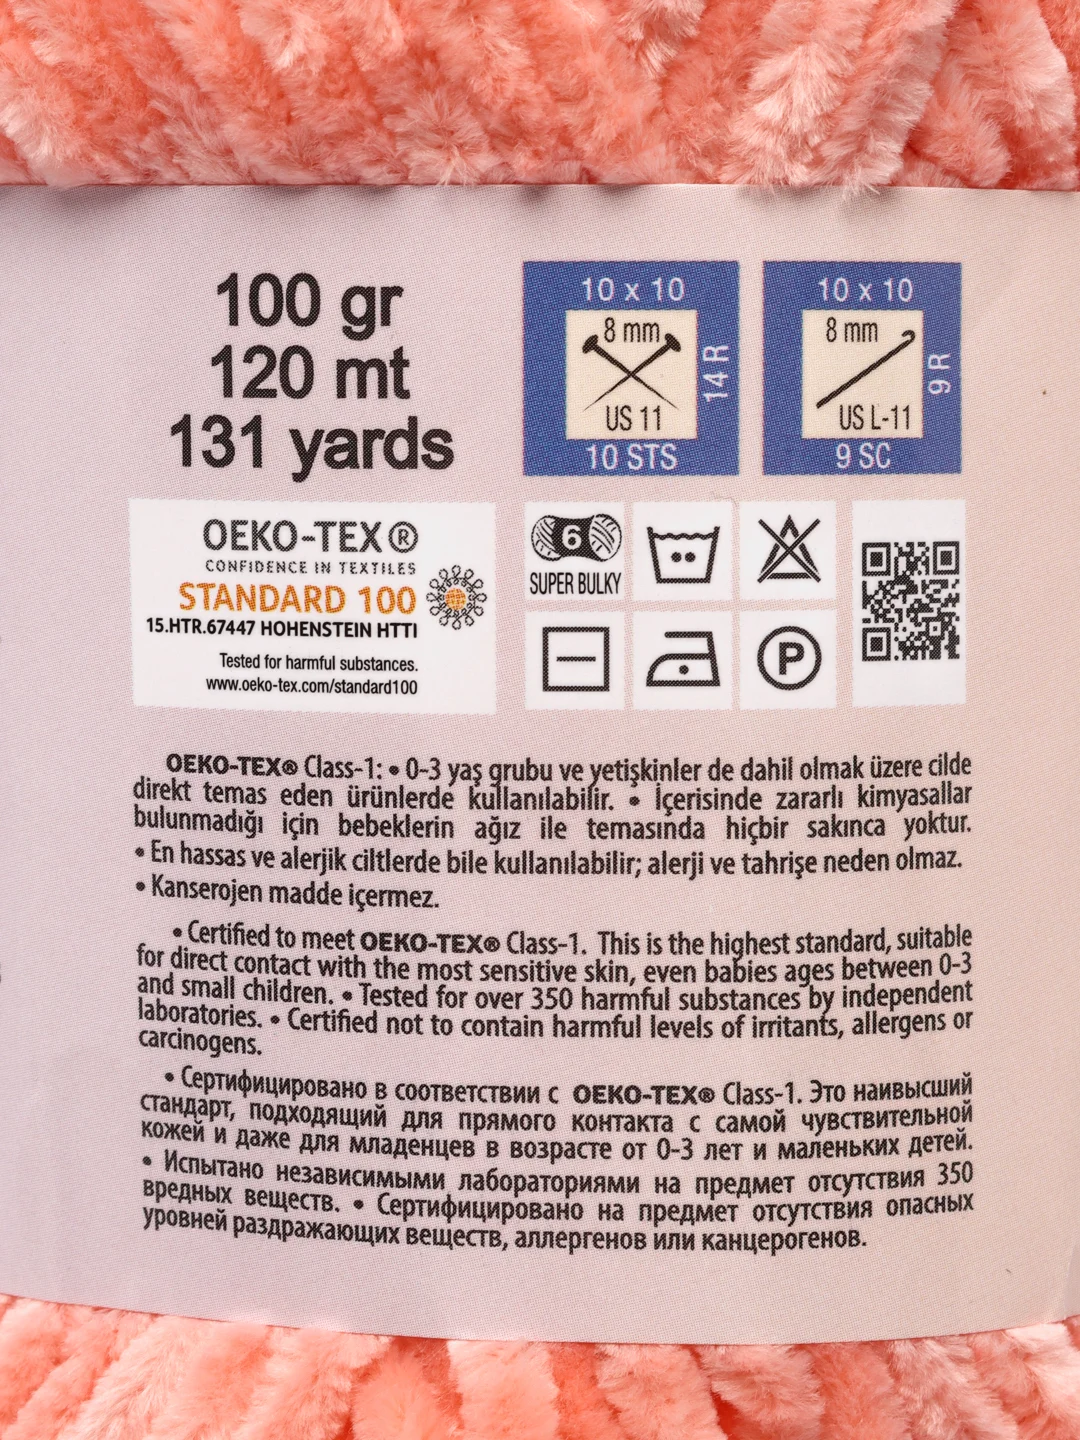 100 gr
120 mt
131 yards
10 x 10
8 mm
14 R
US 11
10 STS
10 x 10
8 mm
9 R
US L-11
9 SC
OEKO-TEX®
CONFIDENCE IN TEXTILES
STANDARD 100
15.HTR.67447 HOHENSTEIN HTTI
Tested for harmful substances.
www.oeko-tex.com/standard100
6
SUPER BULKY
P
OEKO-TEX® Class-1: • 0-3 yaş grubu ve yetişkinler de dahil olmak üzere cilde
direkt temas eden ürünlerde kullanılabilir. • İçerisinde zararlı kimyasallar
bulunmadığı için bebeklerin ağız ile temasında hiçbir sakınca yoktur.
• En hassas ve alerjik ciltlerde bile kullanılabilir; alerji ve tahrişe neden olmaz.
• Kanserojen madde içermez.
• Certified to meet OEKO-TEX® Class-1. This is the highest standard, suitable
for direct contact with the most sensitive skin, even babies ages between 0-3
and small children. • Tested for over 350 harmful substances by independent
laboratories. • Certified not to contain harmful levels of irritants, allergens or
carcinogens.
• Сертифицировано в соответствии с OEKO-TEX® Class-1. Это наивысший
стандарт, подходящий для прямого контакта с самой чувствительной
кожей и даже для младенцев в возрасте от 0-3 лет и маленьких детей.
• Испытано независимыми лабораториями на предмет отсутствия 350
вредных веществ. • Сертифицировано на предмет отсутствия опасных
уровней раздражающих веществ, аллергенов или канцерогенов.